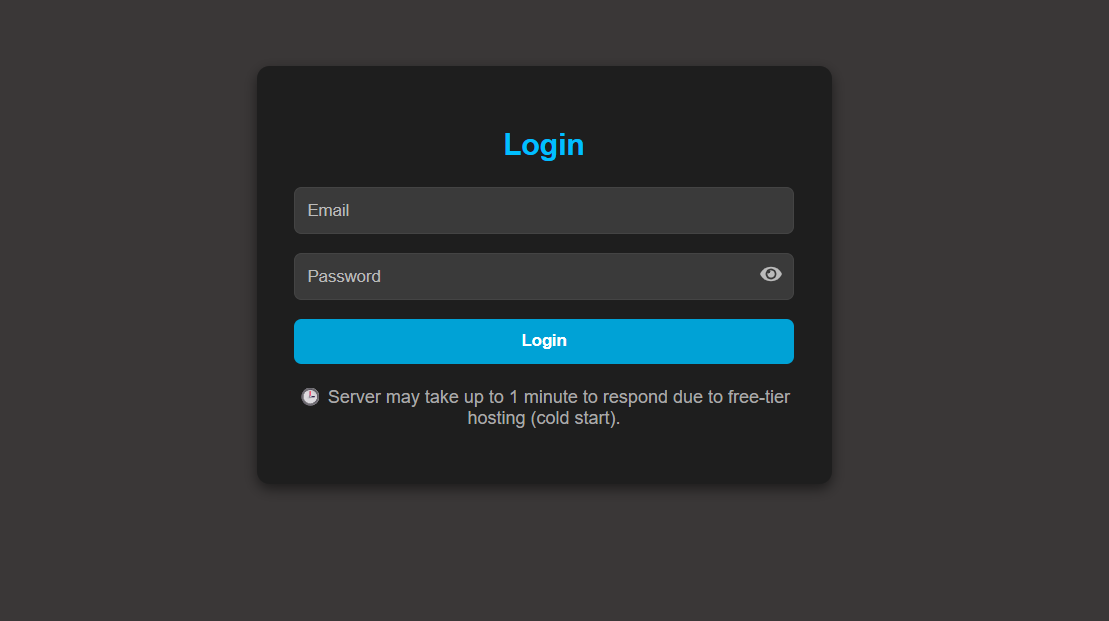 Login
Email
Password
Login
🕒 Server may take up to 1 minute to respond due to free-tier
hosting (cold start).